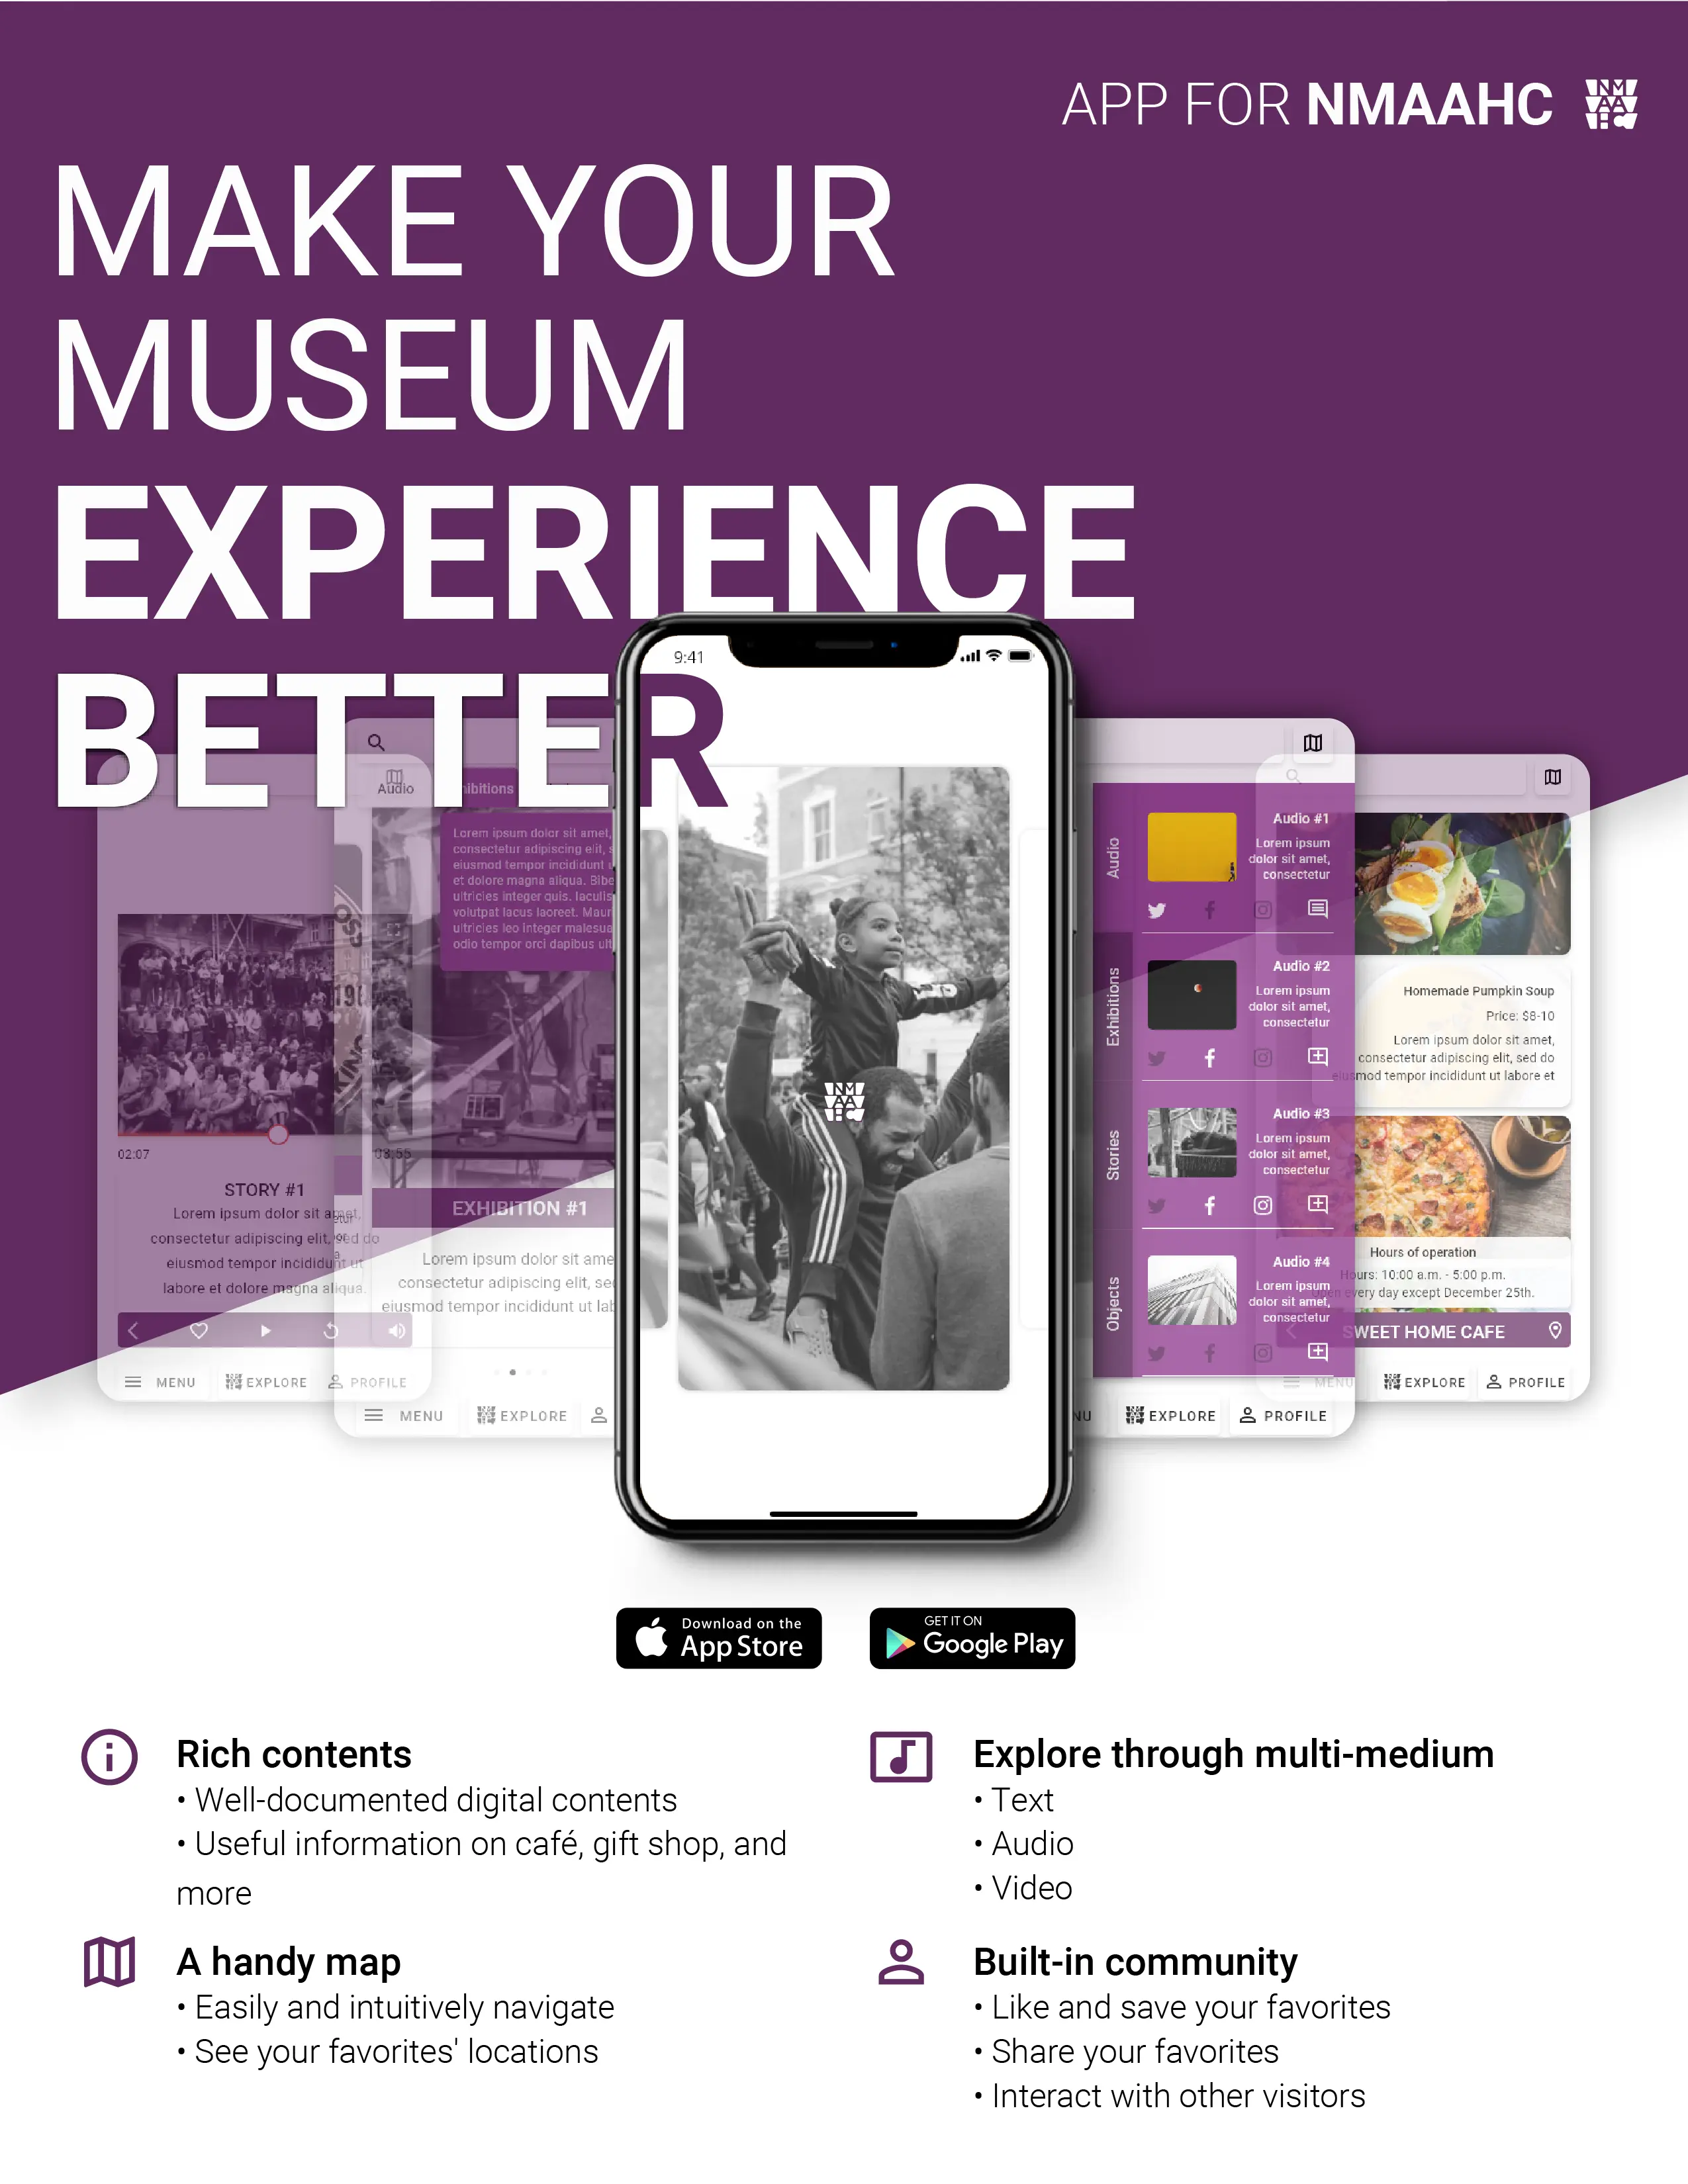 APP FOR NMAAHC
MAKE YOUR
MUSEUM
EXPERIENCE
BETTER
9:41
Audio
Lorem ipsum dolor sit amet,
consectetur adipiscing elit,
eiusmod tempor incididunt
et dolore magna aliqua.
ultricies integer quis. Iaculis
volutpat lacus laoreet.
ultricies leo integer
odio tempor orci dapibus
02:07
03:55
STORY #1
Lorem ipsum dolor sit amet,
consectetur adipiscing elit, sed do
eiusmod tempor incididunt ut
labore et dolore magna aliqua.
MENU EXPLORE PROFILE
EXHIBITION #1
Lorem ipsum dolor sit
consectetur adipiscing elit,
eiusmod tempor incididunt ut
MENU EXPLORE
NMAAHC
Audio
Exhibitions
Stories
Objects
Audio #1
Lorem ipsum
dolor sit amet,
consectetur
Audio #2
Lorem ipsum
dolor sit amet,
consectetur
Audio #3
Lorem ipsum
dolor sit amet,
consectetur
Audio #4
Lorem ipsum
dolor sit amet,
consectetur
EXPLORE PROFILE
Homemade Pumpkin Soup
Price: $8-10
Lorem ipsum dolor sit amet,
consectetur adipiscing elit, sed do
eiusmod tempor incididunt ut labore et
Hours of operation
Hours: 10:00 a.m. - 5:00 p.m.
Open every day except December 25th.
SWEET HOME CAFE
MENU EXPLORE PROFILE
Download on the
App Store
GET IT ON
Google Play
Rich contents
• Well-documented digital contents
• Useful information on café, gift shop, and
more
Explore through multi-medium
• Text
• Audio
• Video
A handy map
• Easily and intuitively navigate
• See your favorites' locations
Built-in community
• Like and save your favorites
• Share your favorites
• Interact with other visitors